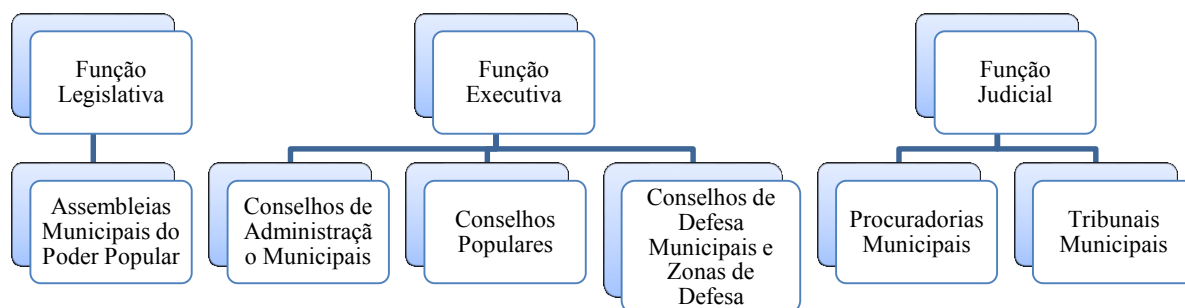 Função
Legislativa
Função
Executiva
Função
Judicial
Assembleias
Municipais do
Poder Popular
Conselhos de
Administraçã
o Municipais
Conselhos
Populares
Conselhos de
Defesa
Municipais e
Zonas de
Defesa
Procuradorias
Municipais
Tribunais
Municipais